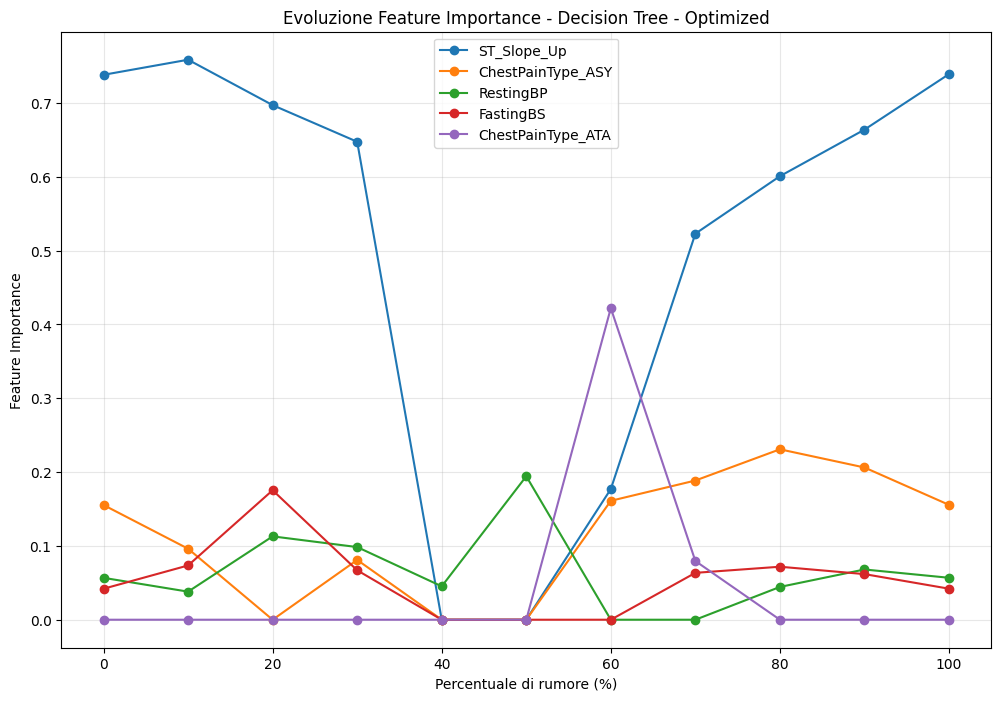 Evoluzione Feature Importance - Decision Tree - Optimized
ST_Slope_Up
ChestPainType_ASY
RestingBP
FastingBS
ChestPainType_ATA
Feature Importance
0.7
0.6
0.5
0.4
0.3
0.2
0.1
0.0
0 20 40 60 80 100
Percentuale di rumore (%)